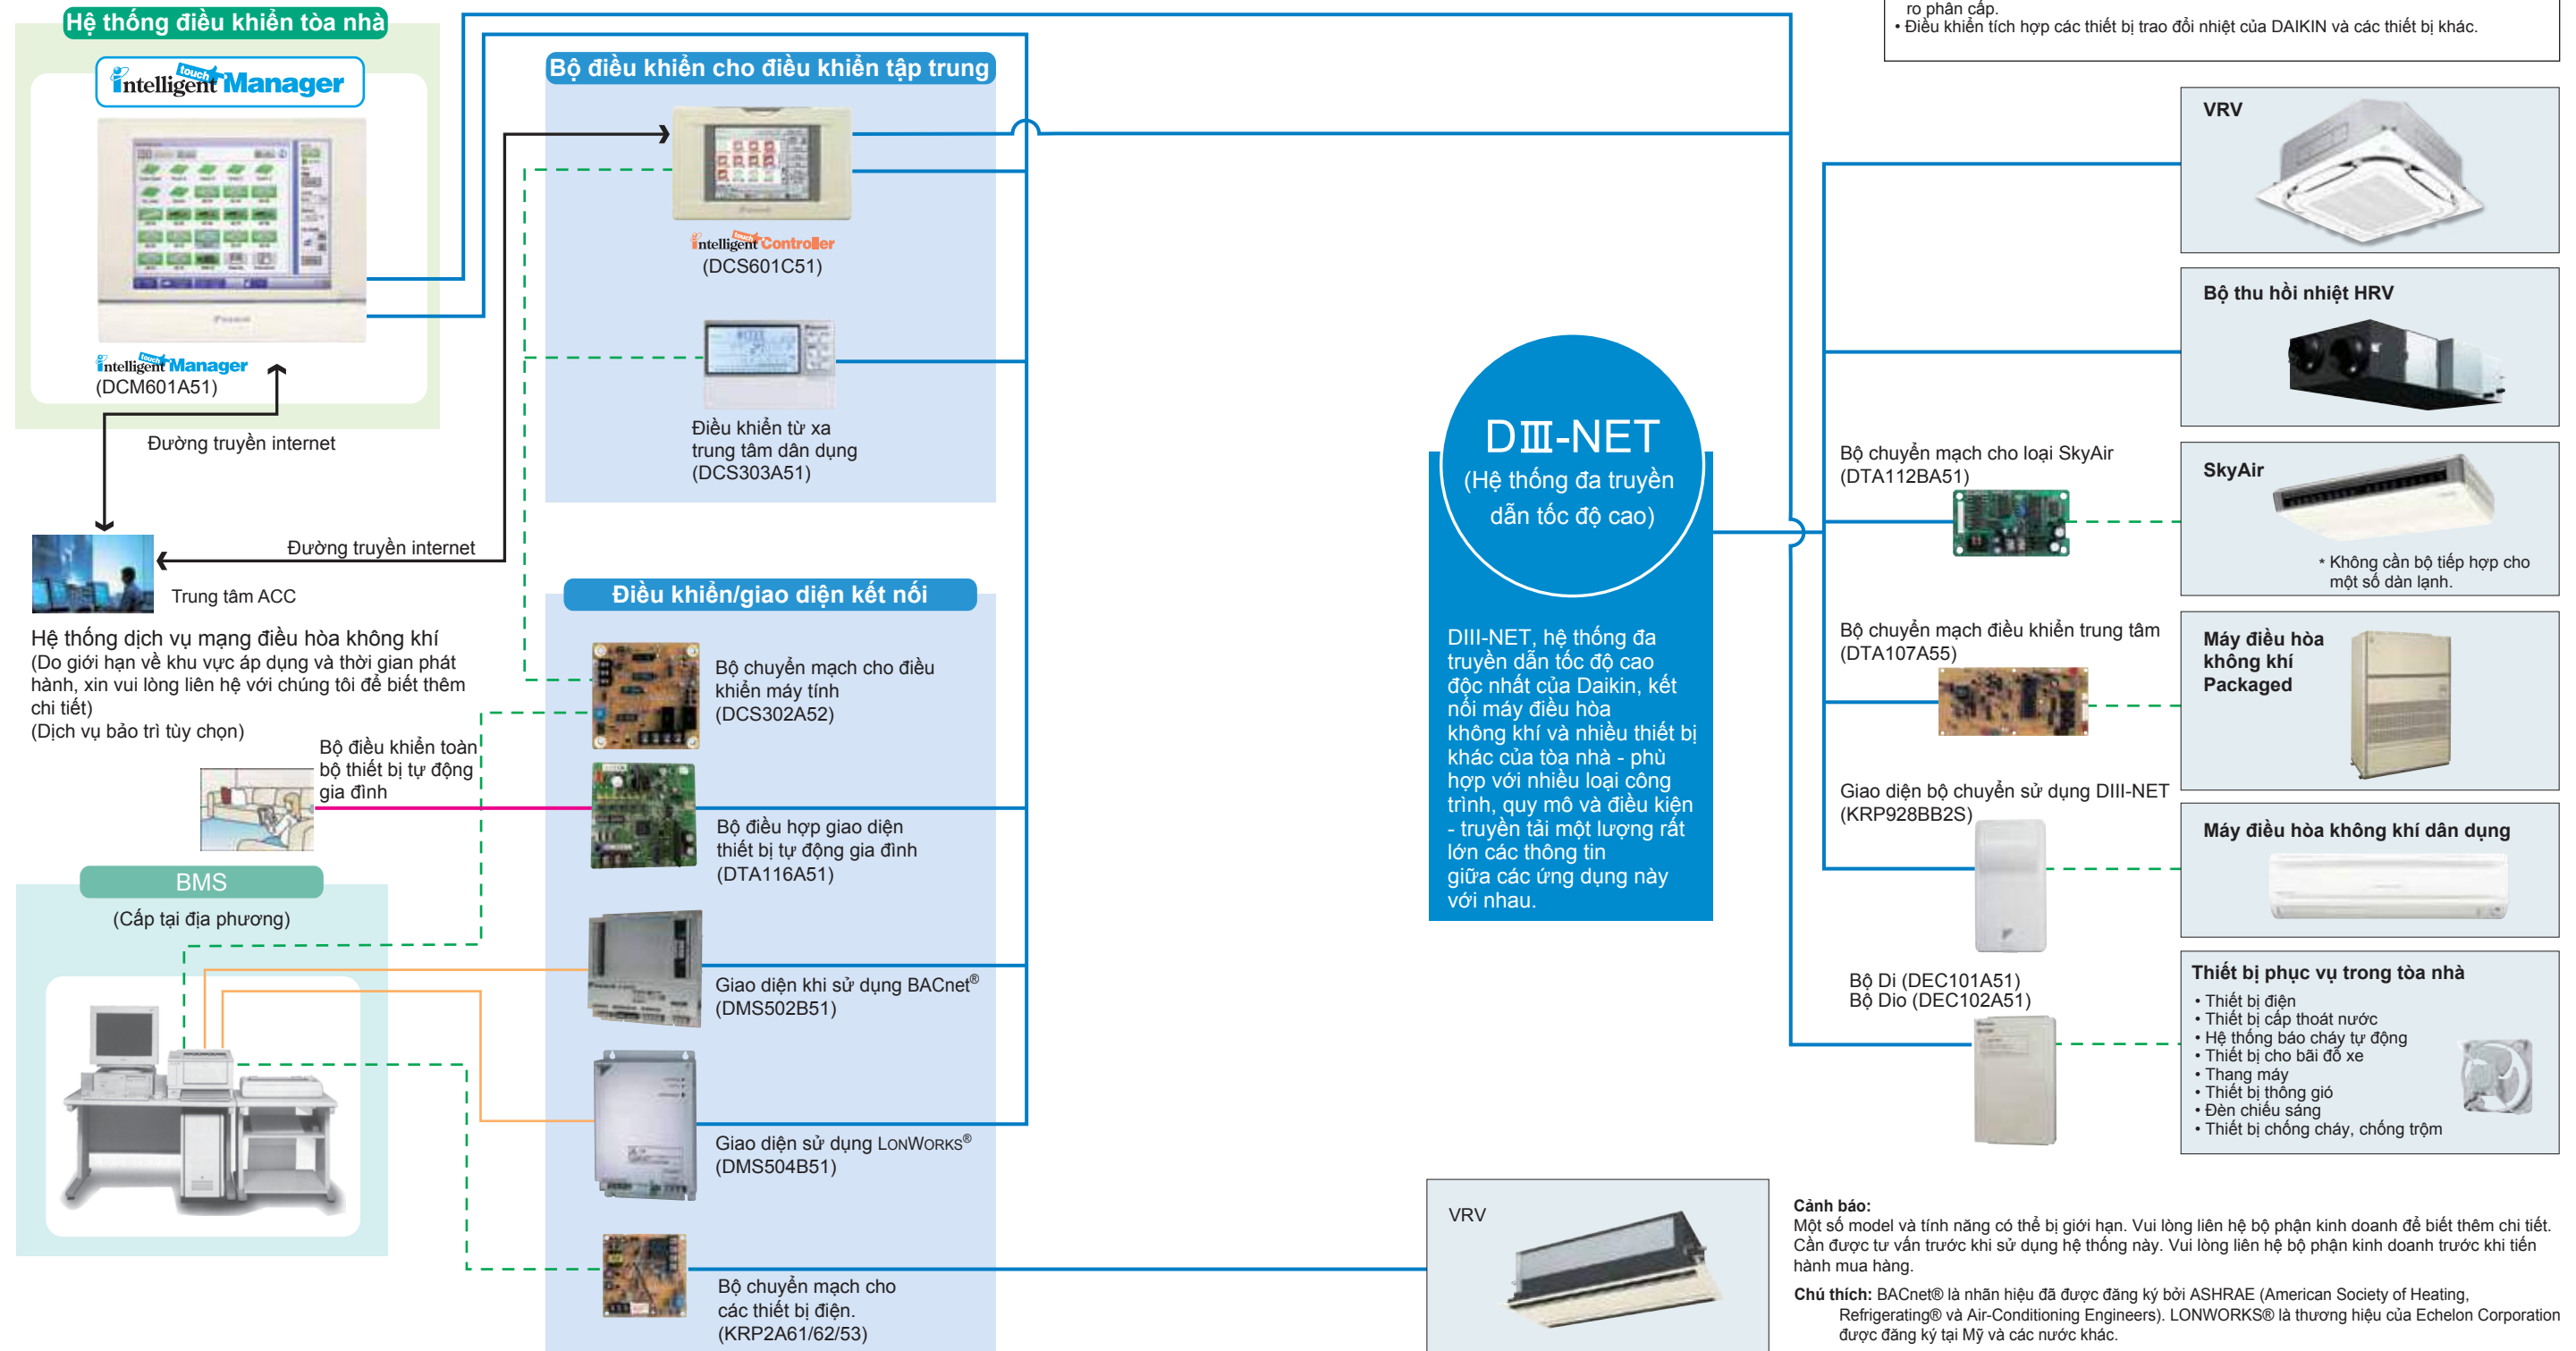 Hệ thống điều khiển tòa nhà
intelligent touch Manager
intelligent touch Manager
(DCM601A51)
Đường truyền internet
Đường truyền internet
Trung tâm ACC
Hệ thống dịch vụ mạng điều hòa không khí
(Do giới hạn về khu vực áp dụng và thời gian phát
hành, xin vui lòng liên hệ với chúng tôi để biết thêm
chi tiết)
(Dịch vụ bảo trì tùy chọn)
Bộ điều khiển toàn
bộ thiết bị tự động
gia đình
BMS
(Cấp tại địa phương)
Bộ điều khiển cho điều khiển tập trung
intelligent touch Controller
(DCS601C51)
Điều khiển từ xa
trung tâm dân dụng
(DCS303A51)
Điều khiển/giao diện kết nối
Bộ chuyển mạch cho điều
khiển máy tính
(DCS302A52)
Bộ điều hợp giao diện
thiết bị tự động gia đình
(DTA116A51)
Giao diện khi sử dụng BACnet®
(DMS502B51)
Giao diện sử dụng LONWORKS®
(DMS504B51)
Bộ chuyển mạch cho
các thiết bị điện.
(KRP2A61/62/53)
DⅢ-NET
(Hệ thống đa truyền
dẫn tốc độ cao)
DIII-NET, hệ thống đa
truyền dẫn tốc độ cao
độc nhất của Daikin, kết
nối máy điều hòa
không khí và nhiều thiết bị
khác của tòa nhà - phù
hợp với nhiều loại công
trình, quy mô và điều kiện
- truyền tải một lượng rất
lớn các thông tin
giữa các ứng dụng này
với nhau.
ro phân cấp.
• Điều khiển tích hợp các thiết bị trao đổi nhiệt của DAIKIN và các thiết bị khác.
VRV
Bộ thu hồi nhiệt HRV
Bộ chuyển mạch cho loại SkyAir
(DTA112BA51)
SkyAir
* Không cần bộ tiếp hợp cho
một số dàn lạnh.
Bộ chuyển mạch điều khiển trung tâm
(DTA107A55)
Máy điều hòa
không khí
Packaged
Giao diện bộ chuyển sử dụng DIII-NET
(KRP928BB2S)
Máy điều hòa không khí dân dụng
Bộ Di (DEC101A51)
Bộ Dio (DEC102A51)
Thiết bị phục vụ trong tòa nhà
• Thiết bị điện
• Thiết bị cấp thoát nước
• Hệ thống báo cháy tự động
• Thiết bị cho bãi đỗ xe
• Thang máy
• Thiết bị thông gió
• Đèn chiếu sáng
• Thiết bị chống cháy, chống trộm
VRV
Cảnh báo:
Một số model và tính năng có thể bị giới hạn. Vui lòng liên hệ bộ phận kinh doanh để biết thêm chi tiết.
Cần được tư vấn trước khi sử dụng hệ thống này. Vui lòng liên hệ bộ phận kinh doanh trước khi tiến
hành mua hàng.
Chú thích: BACnet® là nhãn hiệu đã được đăng ký bởi ASHRAE (American Society of Heating,
Refrigerating® và Air-Conditioning Engineers). LONWORKS® là thương hiệu của Echelon Corporation
được đăng ký tại Mỹ và các nước khác.